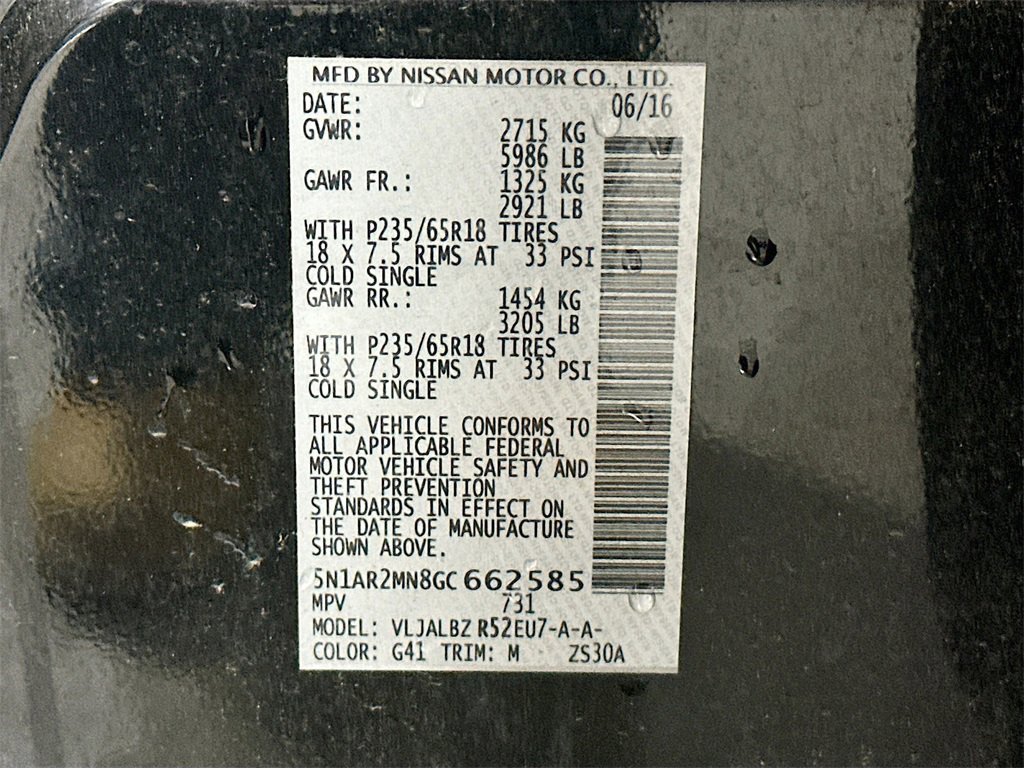 MFD BY NISSAN MOTOR CO., LTD.
DATE: 06/16
GVWR: 2715 KG
5986 LB
GAWR FR.: 1325 KG
2921 LB
WITH P235/65R18 TIRES
18 X 7.5 RIMS AT 33 PSI
COLD SINGLE
GAWR RR.: 1454 KG
3205 LB
WITH P235/65R18 TIRES
18 X 7.5 RIMS AT 33 PSI
COLD SINGLE
THIS VEHICLE CONFORMS TO
ALL APPLICABLE FEDERAL
MOTOR VEHICLE SAFETY AND
THEFT PREVENTION
STANDARDS IN EFFECT ON
THE DATE OF MANUFACTURE
SHOWN ABOVE.
5N1AR2MN8GC662585
MPV 731
MODEL: VLJALBZ R52EU7-A-A-
COLOR: G41 TRIM: M ZS30A